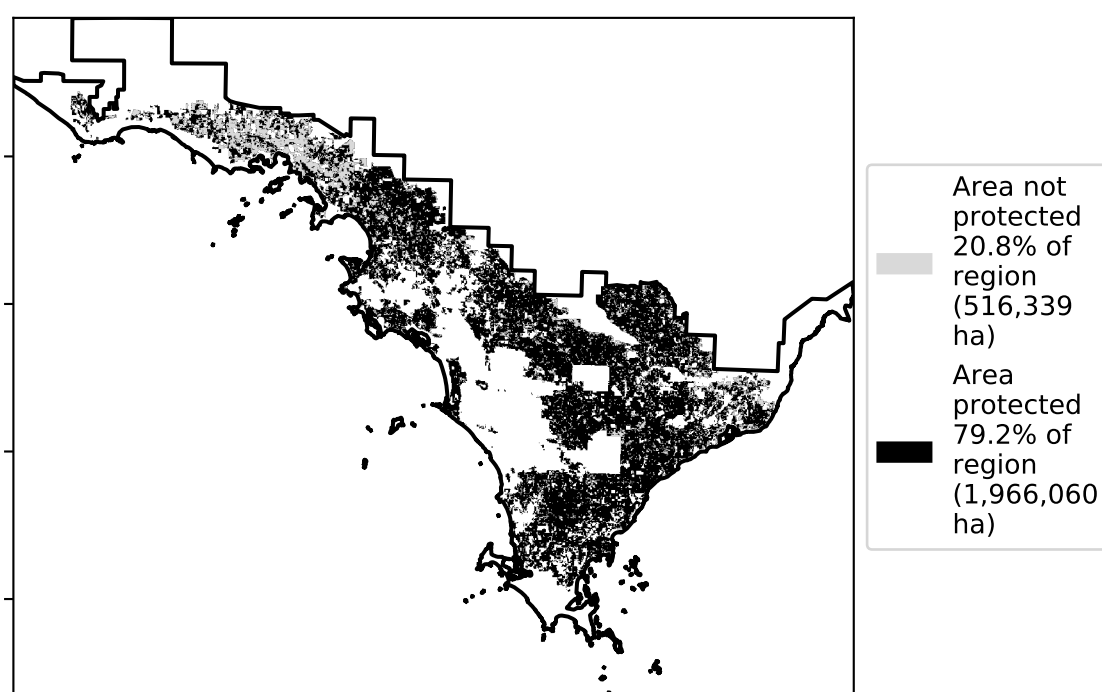 Area not
protected
20.8% of
region
(516,339
ha)
Area
protected
79.2% of
region
(1,966,060
ha)